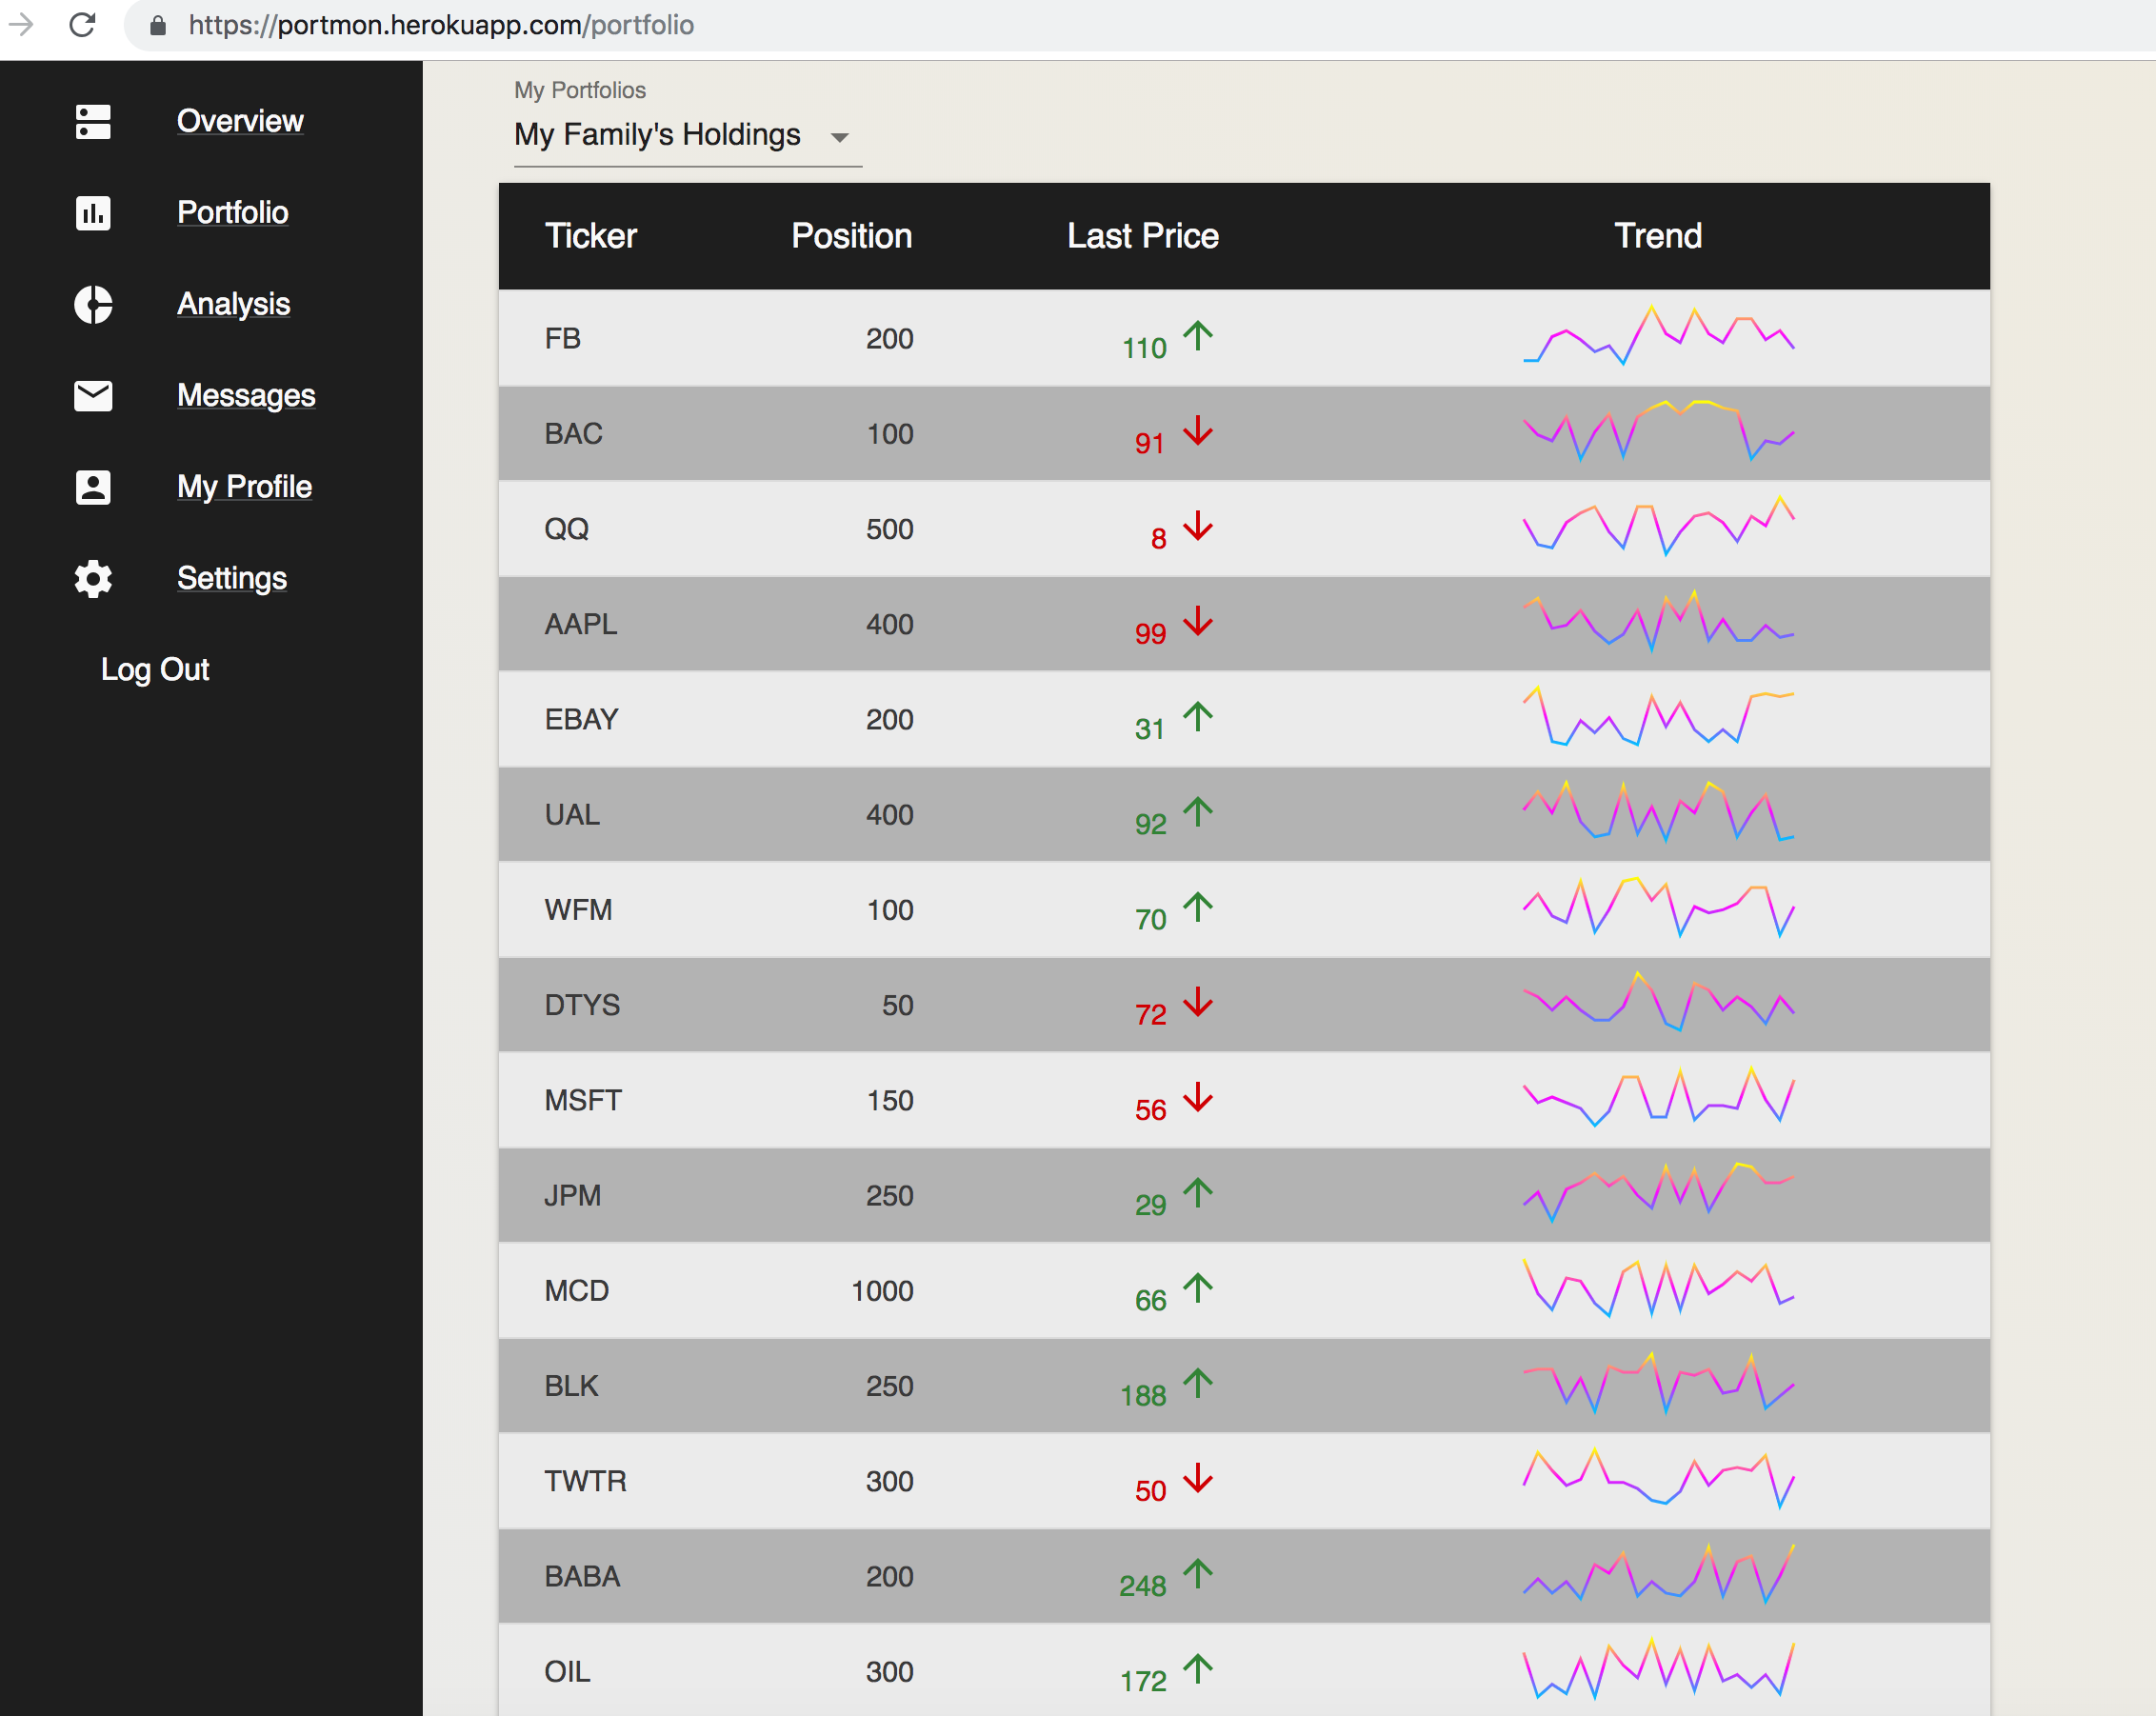 https://portmon.herokuapp.com/portfolio
Overview
Portfolio
Analysis
Messages
My Profile
Settings
Log Out
My Portfolios
My Family's Holdings
Ticker Position Last Price Trend
FB 200 110
BAC 100 91
QQ 500 8
AAPL 400 99
EBAY 200 31
UAL 400 92
WFM 100 70
DTYS 50 72
MSFT 150 56
JPM 250 29
MCD 1000 66
BLK 250 188
TWTR 300 50
BABA 200 248
OIL 300 172